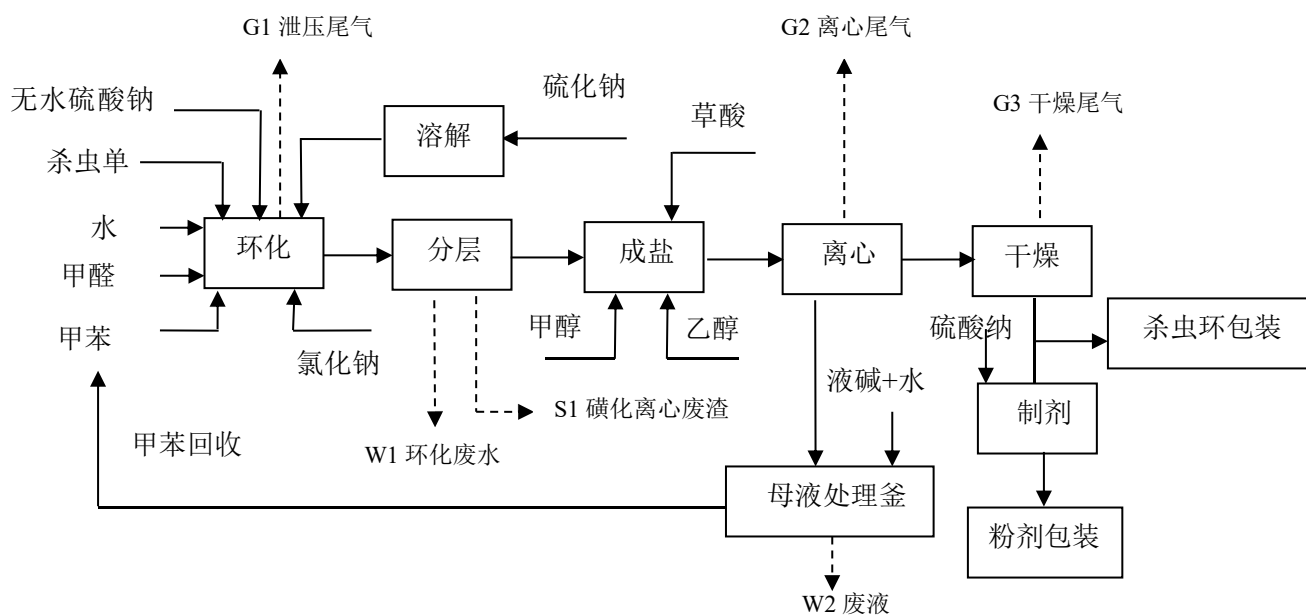 G1 泄压尾气
G2 离心尾气
无水硫酸钠
硫化钠
G3 干燥尾气
溶解
草酸
杀虫单
水
环化
分层
成盐
离心
干燥
甲醛
甲苯
氯化钠
甲醇
乙醇
硫酸纳
杀虫环包装
液碱+水
S1 磺化离心废渣
制剂
甲苯回收
W1 环化废水
母液处理釜
粉剂包装
W2 废液